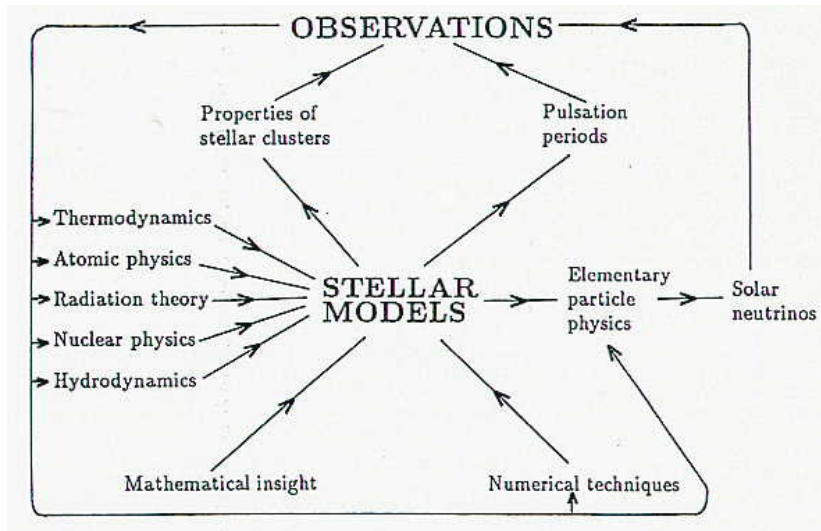 OBSERVATIONS
Properties of
stellar clusters
Pulsation
periods
Thermodynamics
Atomic physics
Radiation theory
Nuclear physics
Hydrodynamics
STELLAR
MODELS
Elementary
particle
physics
Solar
neutrinos
Mathematical insight
Numerical techniques